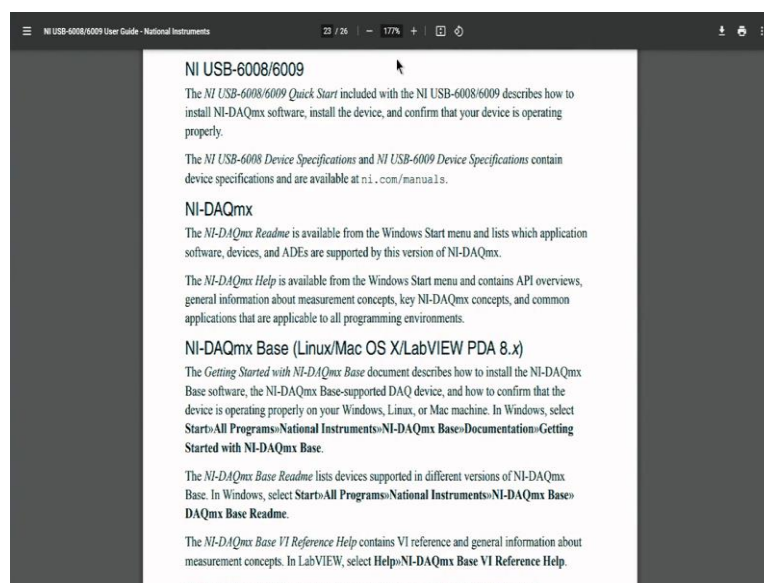 NI USB-6008/6009 User Guide - National Instruments
23 / 26
177%
NI USB-6008/6009
The NI USB-6008/6009 Quick Start included with the NI USB-6008/6009 describes how to
install NI-DAQmx software, install the device, and confirm that your device is operating
properly.
The NI USB-6008 Device Specifications and NI USB-6009 Device Specifications contain
device specifications and are available at ni.com/manuals.
NI-DAQmx
The NI-DAQmx Readme is available from the Windows Start menu and lists which application
software, devices, and ADEs are supported by this version of NI-DAQmx.
The NI-DAQmx Help is available from the Windows Start menu and contains API overviews,
general information about measurement concepts, key NI-DAQmx concepts, and common
applications that are applicable to all programming environments.
NI-DAQmx Base (Linux/Mac OS X/LabVIEW PDA 8.x)
The Getting Started with NI-DAQmx Base document describes how to install the NI-DAQmx
Base software, the NI-DAQmx Base-supported DAQ device, and how to confirm that the
device is operating properly on your Windows, Linux, or Mac machine. In Windows, select
Start»All Programs»National Instruments»NI-DAQmx Base»Documentation»Getting
Started with NI-DAQmx Base.
The NI-DAQmx Base Readme lists devices supported in different versions of NI-DAQmx
Base. In Windows, select Start»All Programs»National Instruments»NI-DAQmx Base»
DAQmx Base Readme.
The NI-DAQmx Base VI Reference Help contains VI reference and general information about
measurement concepts. In LabVIEW, select Help»NI-DAQmx Base VI Reference Help.